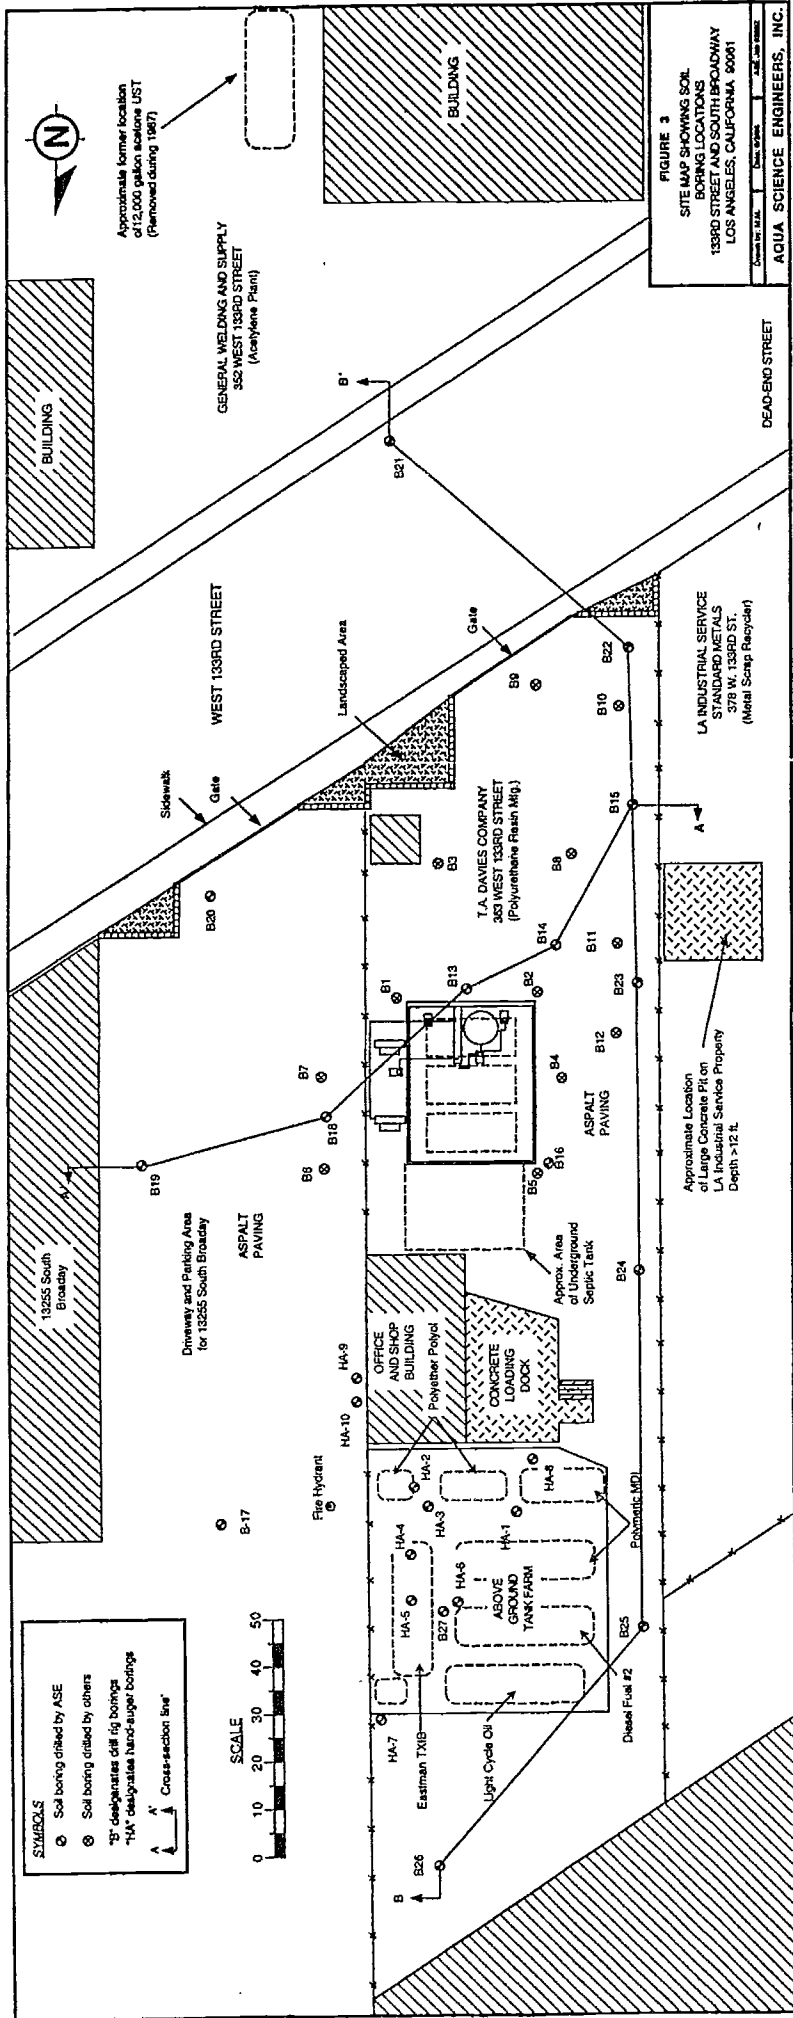 SYMBOLS
Soil boring drilled by ASE
Soil boring drilled by others
"B" designates drill rig borings
"HA" designates hand-auger borings
A A' Cross-section line
SCALE
0 10 20 30 40 50
13255 South
Broaday
Driveway and Parking Area
for 13255 South Broaday
ASPALT
PAVING
A'
B19
B-17
Fire Hydrant
HA-10
HA-9
B6
B18
B7
B20
Sidewalk
Gate
WEST 133RD STREET
Landscaped Area
Gate
BUILDING
GENERAL WELDING AND SUPPLY
352 WEST 133RD STREET
(Acetylene Plant)
Approximate former location
of 12,000 gallon acetone UST
(Removed during 1987)
N
BUILDING
B'
B21
B
B26
HA-7
Eastman TXIB
Light Cycle Oil
HA-5
HA-4
B27
HA-6
HA-3
HA-2
HA-1
HA-8
ABOVE
GROUND
TANK FARM
Diesel Fuel #2
Polymeric MDI
Polyether Polyol
OFFICE
AND SHOP
BUILDING
CONCRETE
LOADING
DOCK
Approx. Area
of Underground
Septic Tank
B1
B13
B2
B4
B5
B16
ASPALT
PAVING
B3
T.A. DAVIES COMPANY
363 WEST 133RD STREET
(Polyurethane Resin Mfg.)
B14
B8
B9
B10
B22
B15
A
B11
B23
B12
B24
B25
Approximate Location
of Large Concrete Pit on
LA Industrial Service Property
Depth >12 ft.
LA INDUSTRIAL SERVICE
STANDARD METALS
378 W. 133RD ST.
(Metal Scrap Recycler)
DEAD-END STREET
FIGURE 3
SITE MAP SHOWING SOIL
BORING LOCATIONS
133RD STREET AND SOUTH BROADWAY
LOS ANGELES, CALIFORNIA 90061
AQUA SCIENCE ENGINEERS, INC.